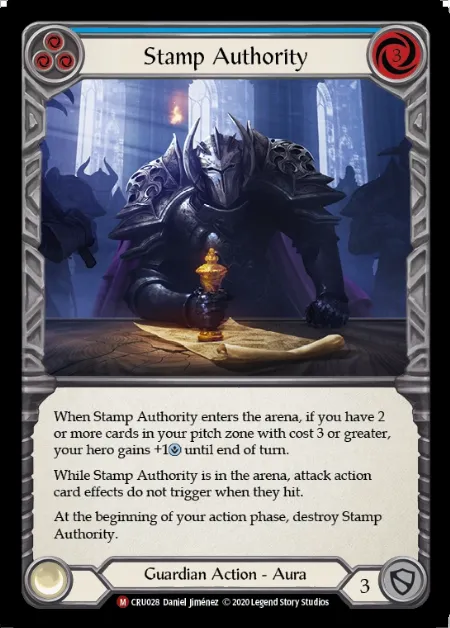 Stamp Authority
3
When Stamp Authority enters the arena, if you have 2
or more cards in your pitch zone with cost 3 or greater,
your hero gains +1 until end of turn.
While Stamp Authority is in the arena, attack action
card effects do not trigger when they hit.
At the beginning of your action phase, destroy Stamp
Authority.
Guardian Action - Aura
3
M CRU028 Daniel Jiménez © 2020 Legend Story Studios